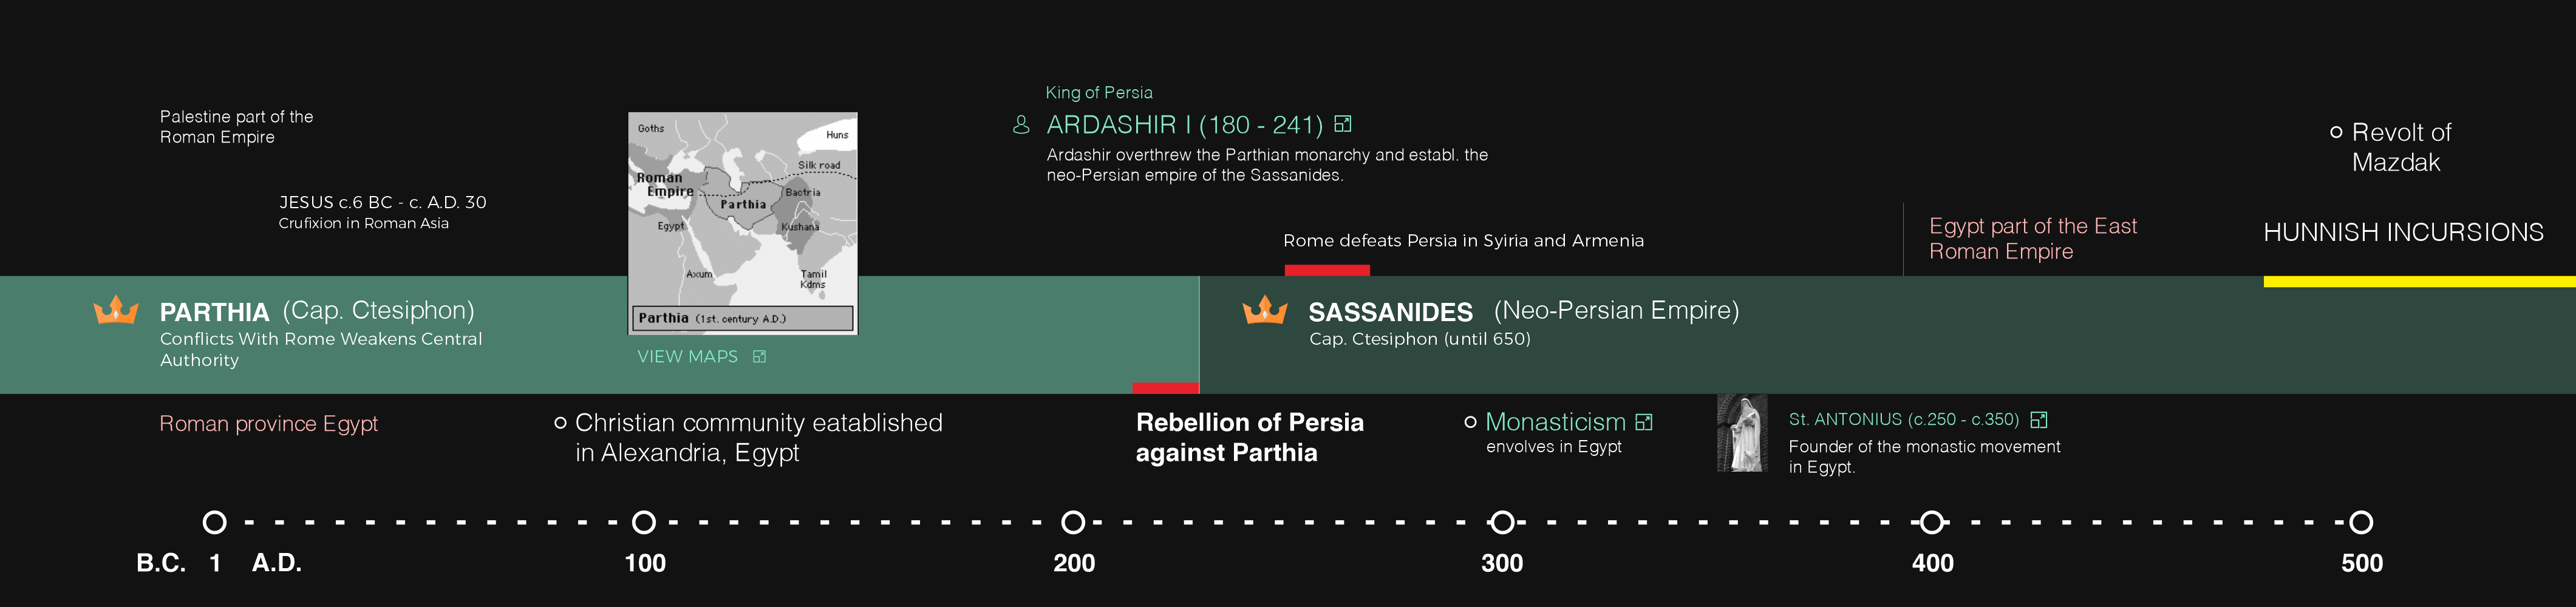 Palestine part of the
Roman Empire
JESUS c.6 BC - c. A.D. 30
Crufixion in Roman Asia
Goths
Huns
Silk road
Roman
Empire
Bactria
Parthia
Egypt
Kushana
Axum
Tamil
Kdms
Parthia (1st. century A.D.)
VIEW MAPS
King of Persia
ARDASHIR I (180 - 241)
Ardashir overthrew the Parthian monarchy and establ. the
neo-Persian empire of the Sassanides.
Rome defeats Persia in Syiria and Armenia
Egypt part of the East
Roman Empire
Revolt of
Mazdak
HUNNISH INCURSIONS
PARTHIA (Cap. Ctesiphon)
Conflicts With Rome Weakens Central
Authority
SASSANIDES (Neo-Persian Empire)
Cap. Ctesiphon (until 650)
Roman province Egypt
Christian community eatablished
in Alexandria, Egypt
Rebellion of Persia
against Parthia
Monasticism
envolves in Egypt
St. ANTONIUS (c.250 - c.350)
Founder of the monastic movement
in Egypt.
B.C. 1 A.D. 100 200 300 400 500